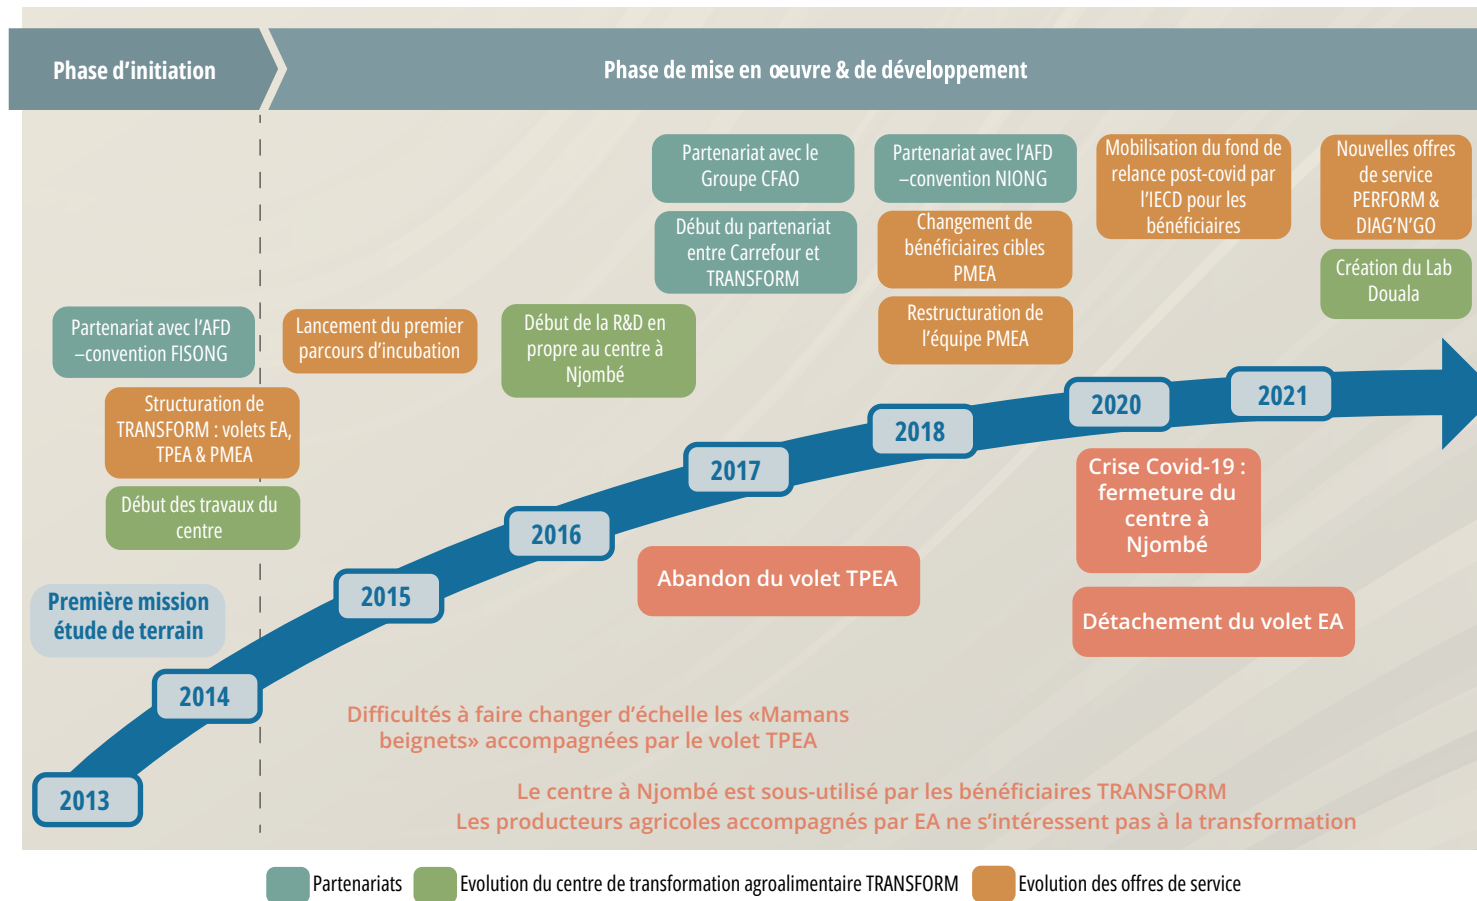 Phase d’initiation
Phase de mise en œuvre & de développement
Partenariat avec l’AFD
–convention FISONG
Structuration de
TRANSFORM : volets EA,
TPEA & PMEA
Début des travaux du
centre
Première mission
étude de terrain
Lancement du premier
parcours d’incubation
Début de la R&D en
propre au centre à
Njombé
Partenariat avec le
Groupe CFAO
Début du partenariat
entre Carrefour et
TRANSFORM
Partenariat avec l’AFD
–convention NIONG
Changement de
bénéficiaires cibles
PMEA
Restructuration de
l’équipe PMEA
Mobilisation du fond de
relance post-covid par
l’IECD pour les
bénéficiaires
Nouvelles offres
de service
PERFORM &
DIAG’N’GO
Création du Lab
Douala
2013
2014
2015
2016
2017
2018
2020
2021
Abandon du volet TPEA
Crise Covid-19 :
fermeture du
centre à
Njombé
Détachement du volet EA
Difficultés à faire changer d’échelle les «Mamans
beignets» accompagnées par le volet TPEA
Le centre à Njombé est sous-utilisé par les bénéficiaires TRANSFORM
Les producteurs agricoles accompagnés par EA ne s’intéressent pas à la transformation
Partenariats
Evolution du centre de transformation agroalimentaire TRANSFORM
Evolution des offres de service